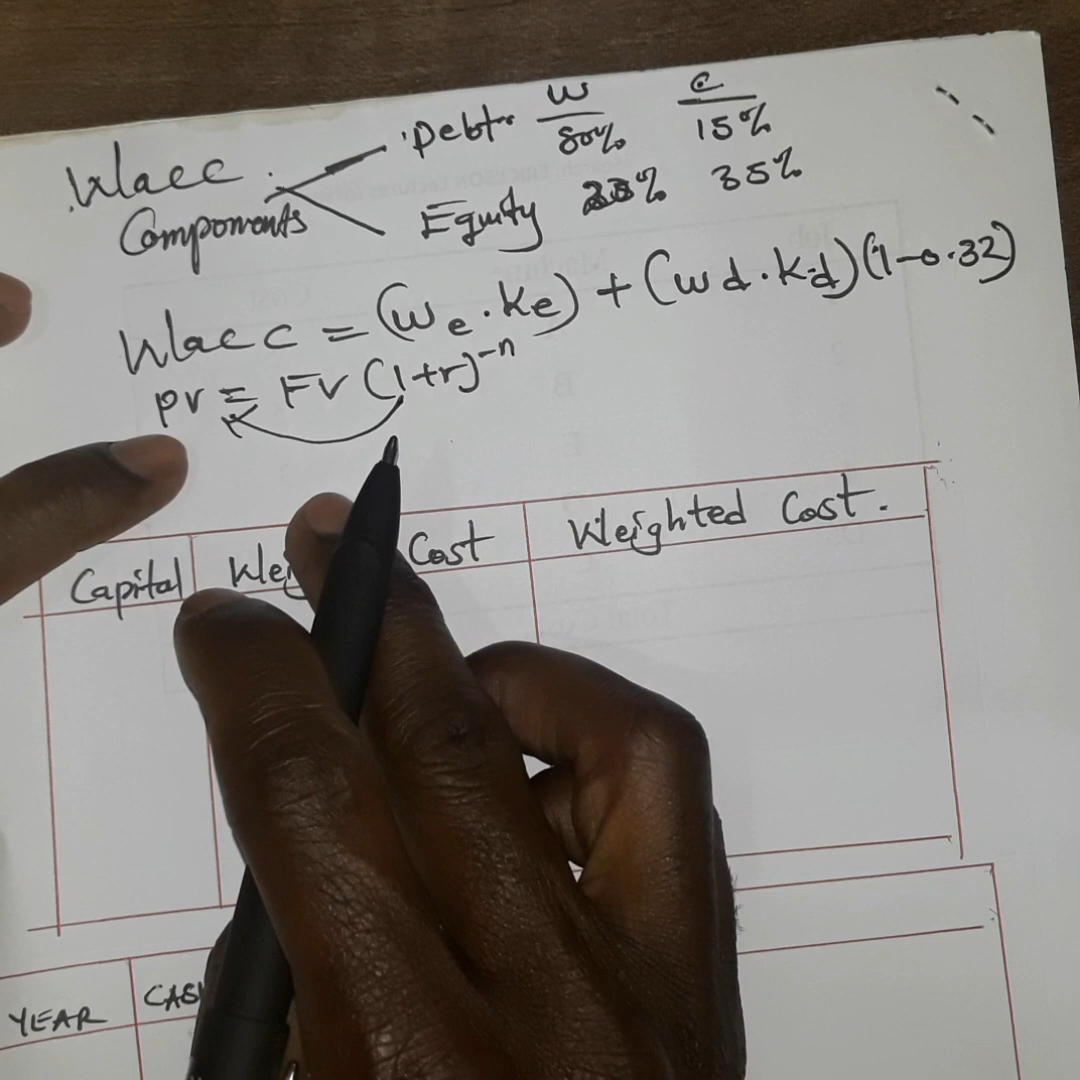 W C
Wacc. Debt 80% 15%
Components Equity 35%
Wacc = (We.Ke) + (Wd.Kd)(1-0.32)
PV = FV (1+r)^-n
Capital Cost Weighted Cost.
YEAR